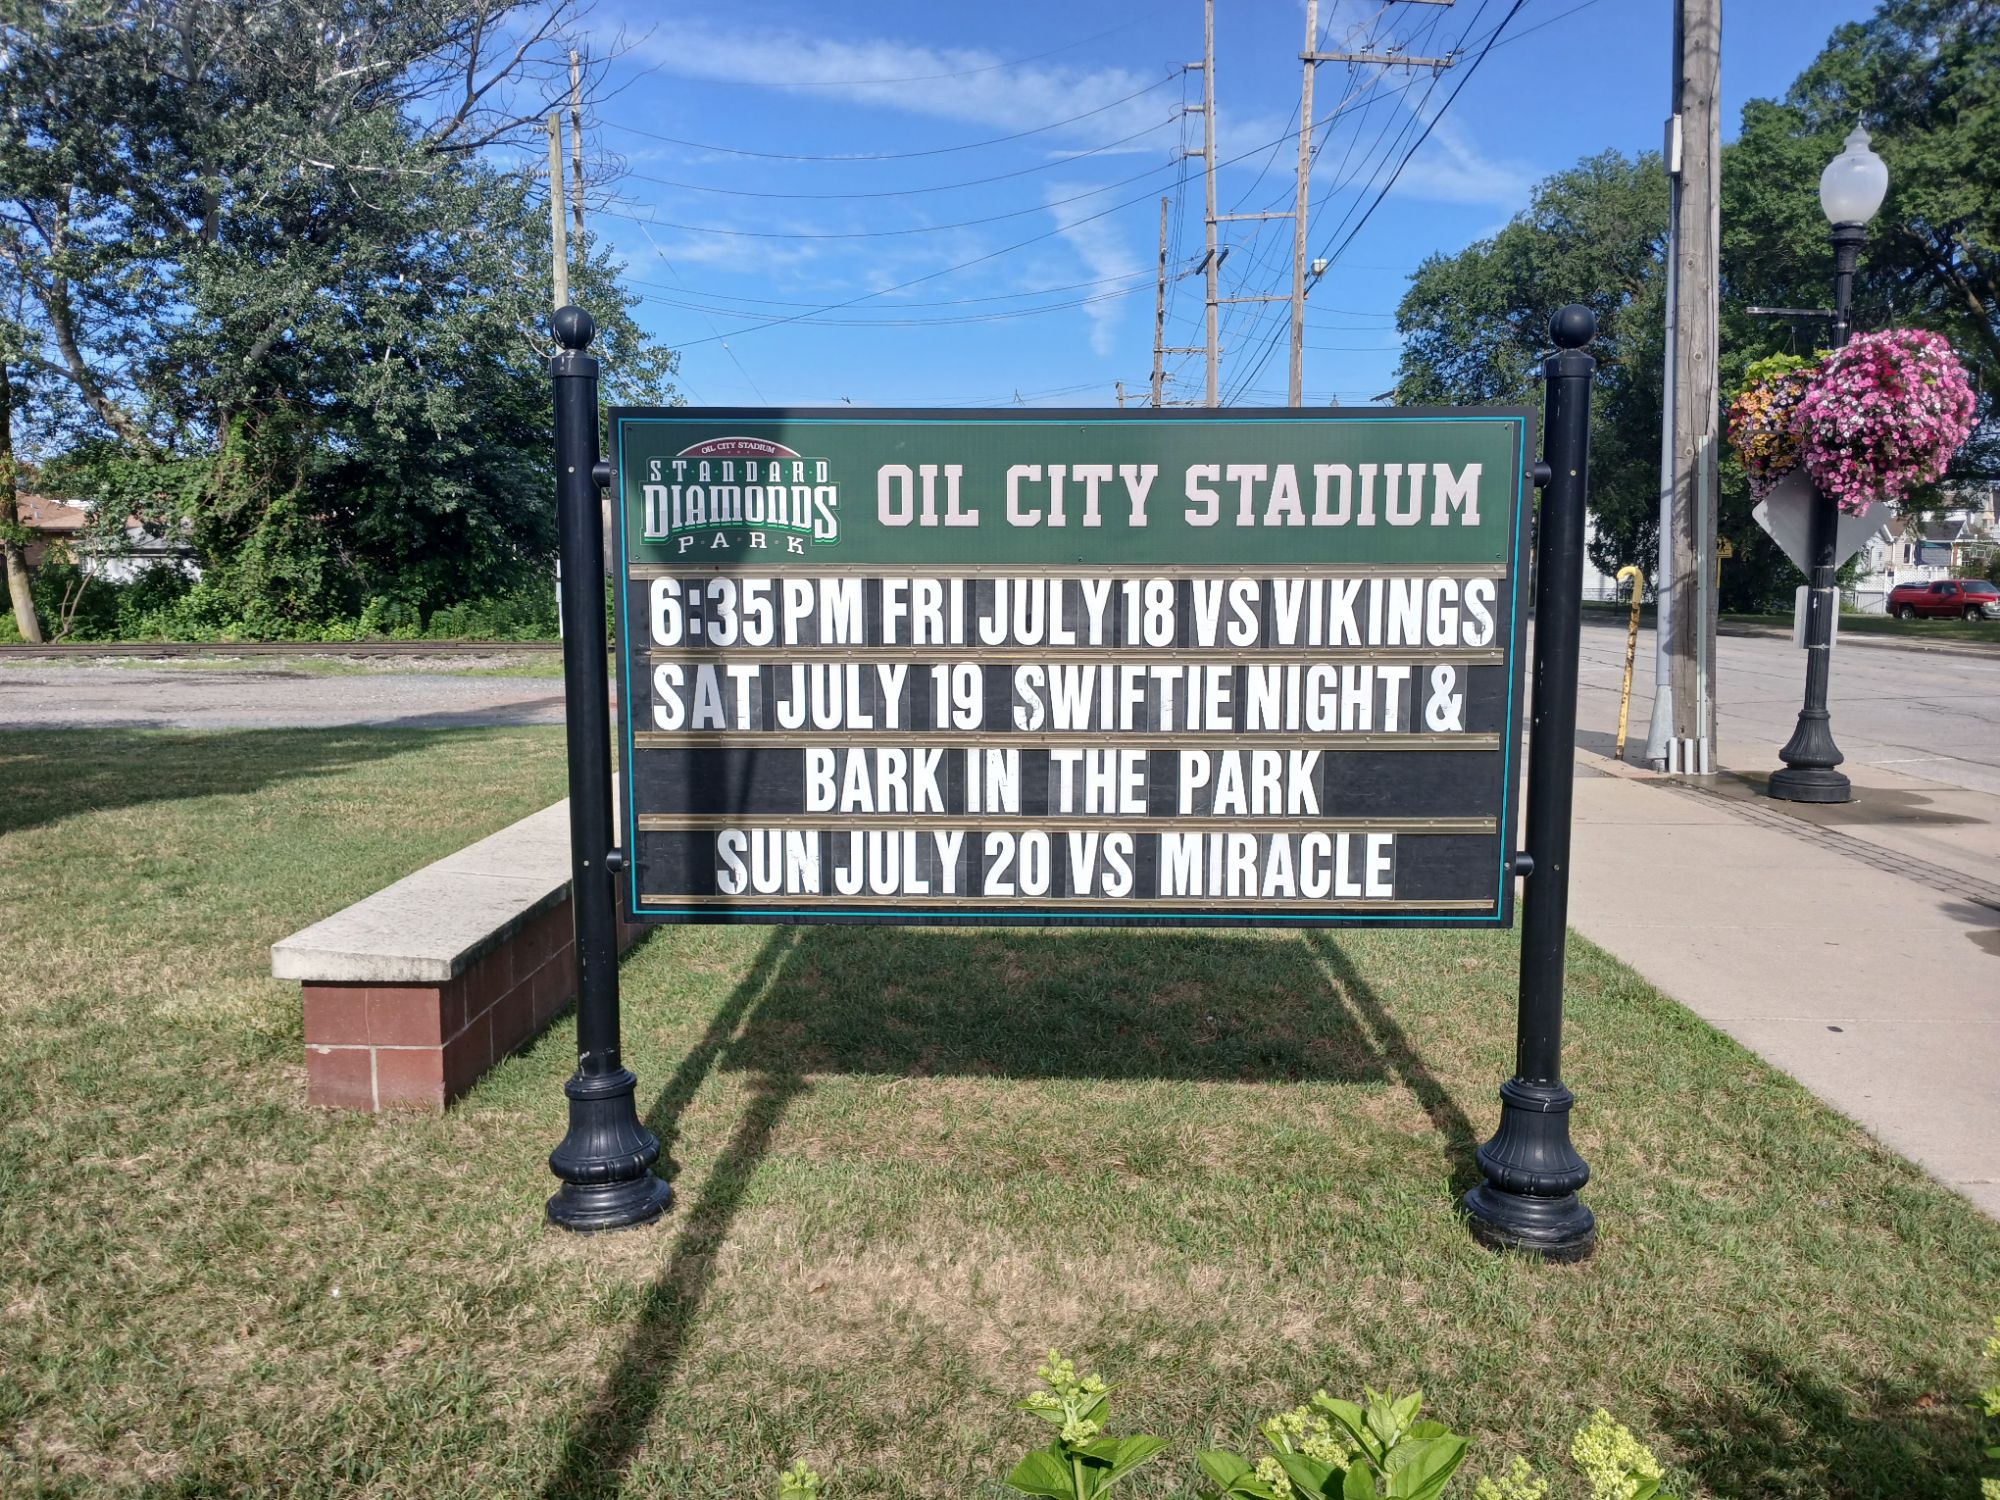 OIL CITY STADIUM
STANDARD
DIAMONDS
PARK
OIL CITY STADIUM
6:35PM FRI JULY 18 VS VIKINGS
SAT JULY 19 SWIFTIE NIGHT &
BARK IN THE PARK
SUN JULY 20 VS MIRACLE